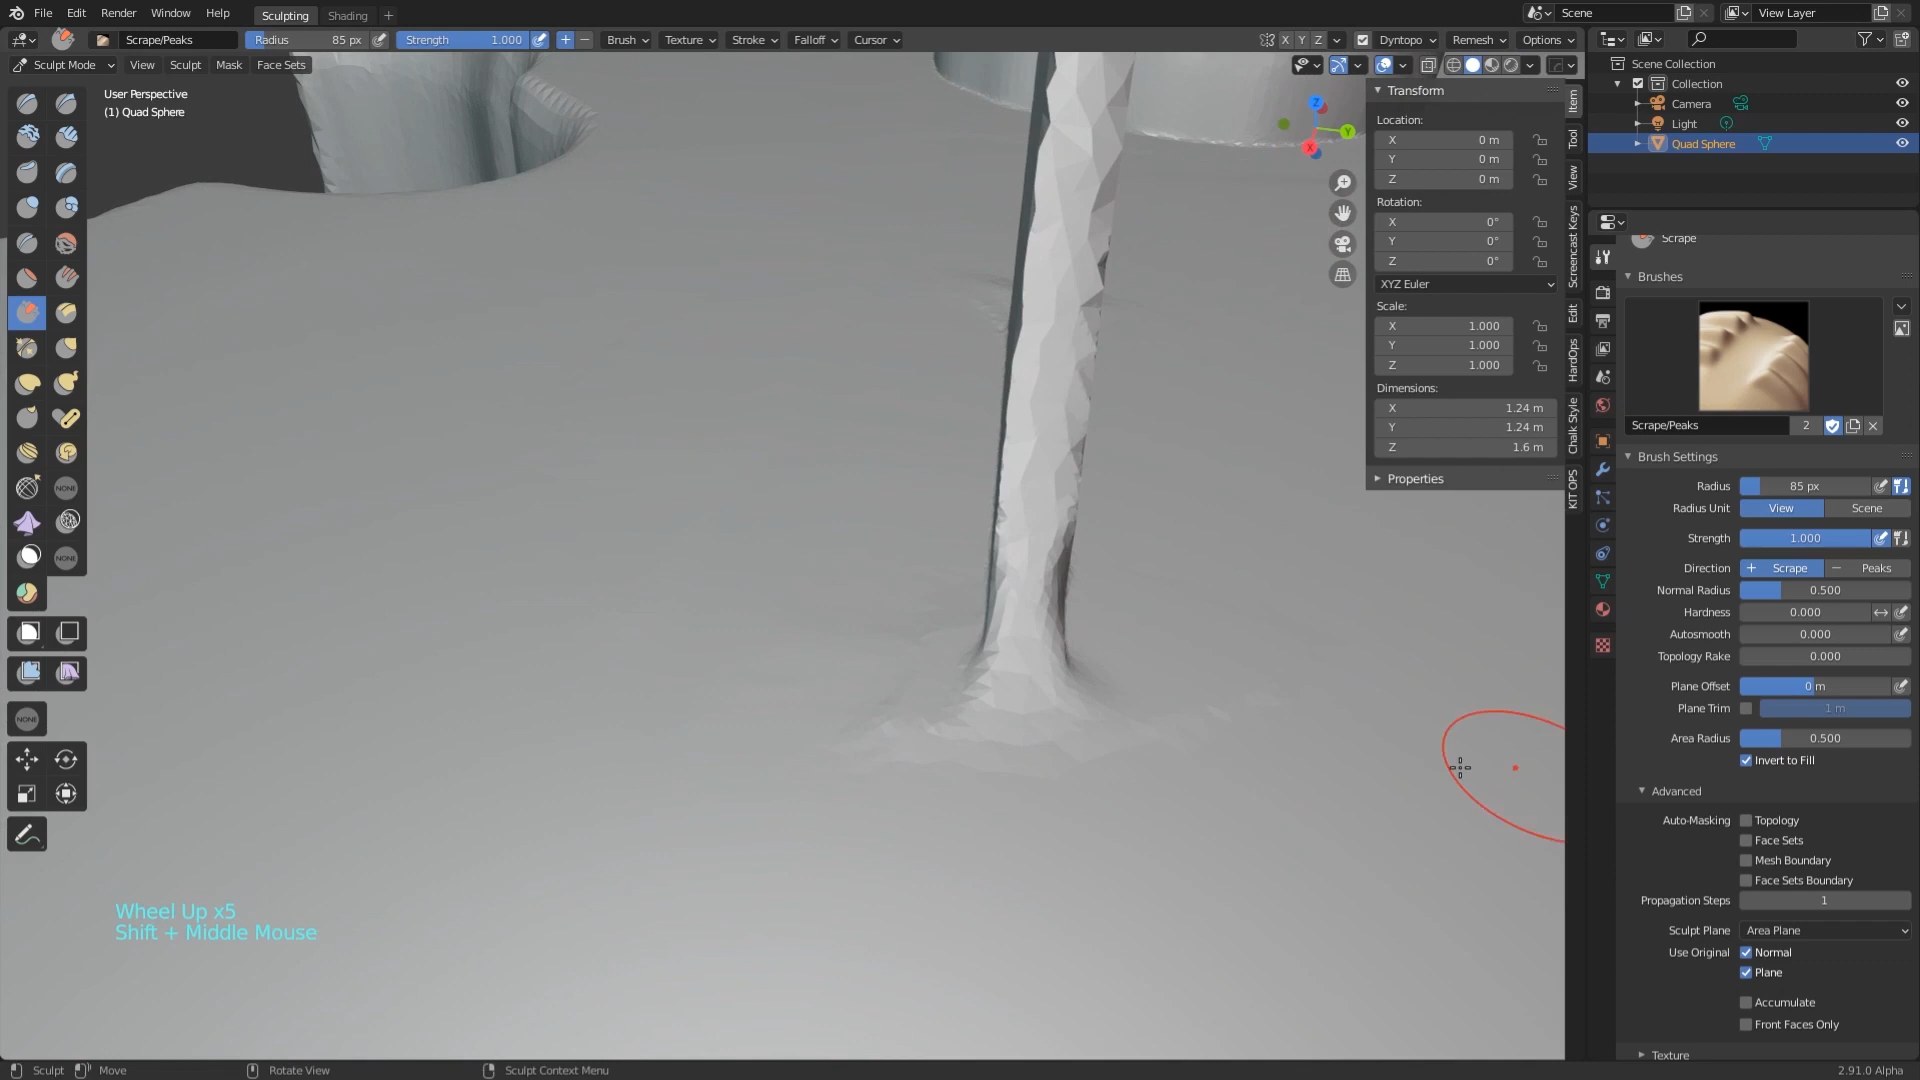 File Edit Render Window Help Sculpting Shading + Scene View Layer
Scrape/Peaks Radius 85 px Strength 1.000 + − Brush Texture Stroke Falloff Cursor X Y Z Dyntopo Remesh Options
Sculpt Mode View Sculpt Mask Face Sets
User Perspective
(1) Quad Sphere
NONE
NONE
NONE
Wheel Up x5
Shift + Middle Mouse
Z
Y
X
Transform
Location:
X 0 m
Y 0 m
Z 0 m
Rotation:
X 0°
Y 0°
Z 0°
XYZ Euler
Scale:
X 1.000
Y 1.000
Z 1.000
Dimensions:
X 1.24 m
Y 1.24 m
Z 1.6 m
Properties
Item
Tool
View
Screencast Keys
Edit
HardOps
Chalk Style
KIT OPS
Scene Collection
Collection
Camera
Light
Quad Sphere
Scrape
Brushes
Scrape/Peaks 2
Brush Settings
Radius 85 px
Radius Unit View Scene
Strength 1.000
Direction + Scrape − Peaks
Normal Radius 0.500
Hardness 0.000
Autosmooth 0.000
Topology Rake 0.000
Plane Offset 0 m
Plane Trim 1 m
Area Radius 0.500
Invert to Fill
Advanced
Auto-Masking Topology
Face Sets
Mesh Boundary
Face Sets Boundary
Propagation Steps 1
Sculpt Plane Area Plane
Use Original Normal
Plane
Accumulate
Front Faces Only
Texture
Sculpt Move Rotate View Sculpt Context Menu 2.91.0 Alpha